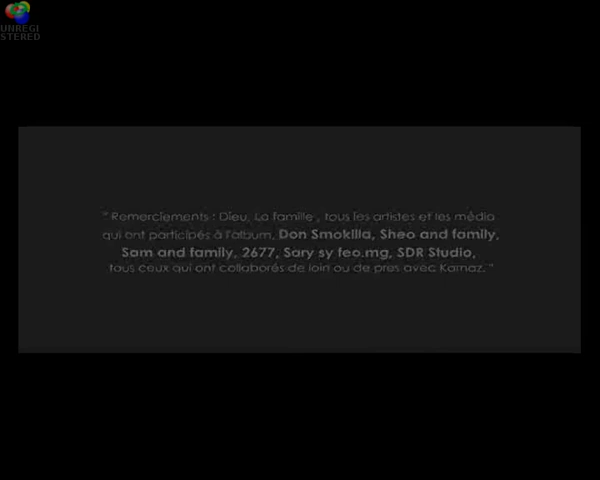 UNREGI
STERED
" Remerciements : Dieu, La famille , tous les artistes et les média
qui ont participés à l'album, Don Smokilla, Sheo and family,
Sam and family, 2677, Sary sy feo.mg, SDR Studio,
tous ceux qui ont collaborés de loin ou de pres avec Karnaz. "